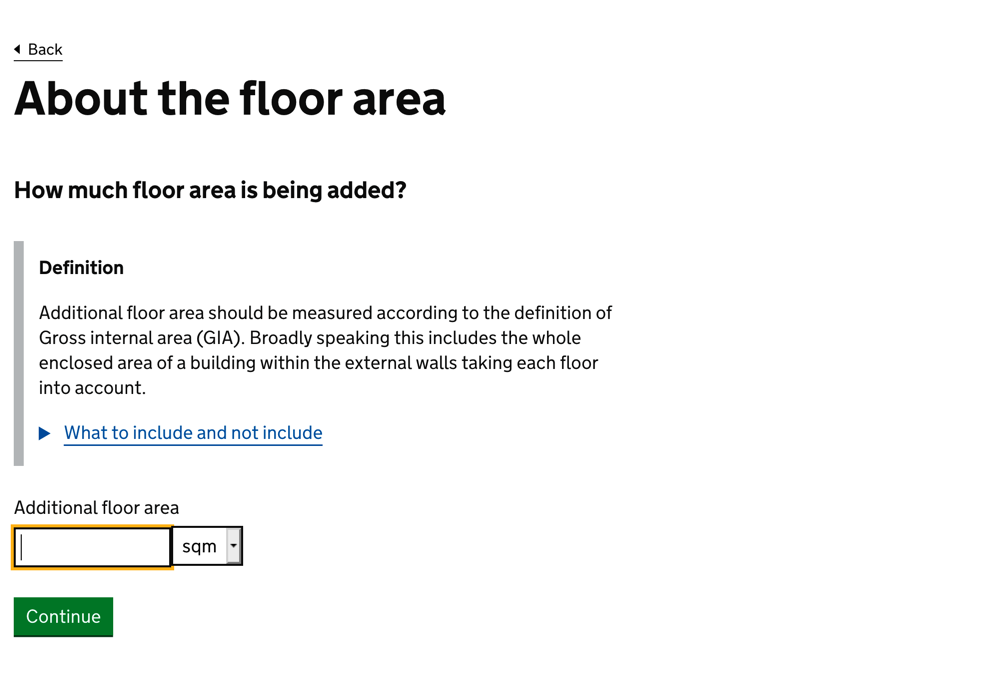 Back
About the floor area
How much floor area is being added?
Definition
Additional floor area should be measured according to the definition of
Gross internal area (GIA). Broadly speaking this includes the whole
enclosed area of a building within the external walls taking each floor
into account.
What to include and not include
Additional floor area
sqm
Continue